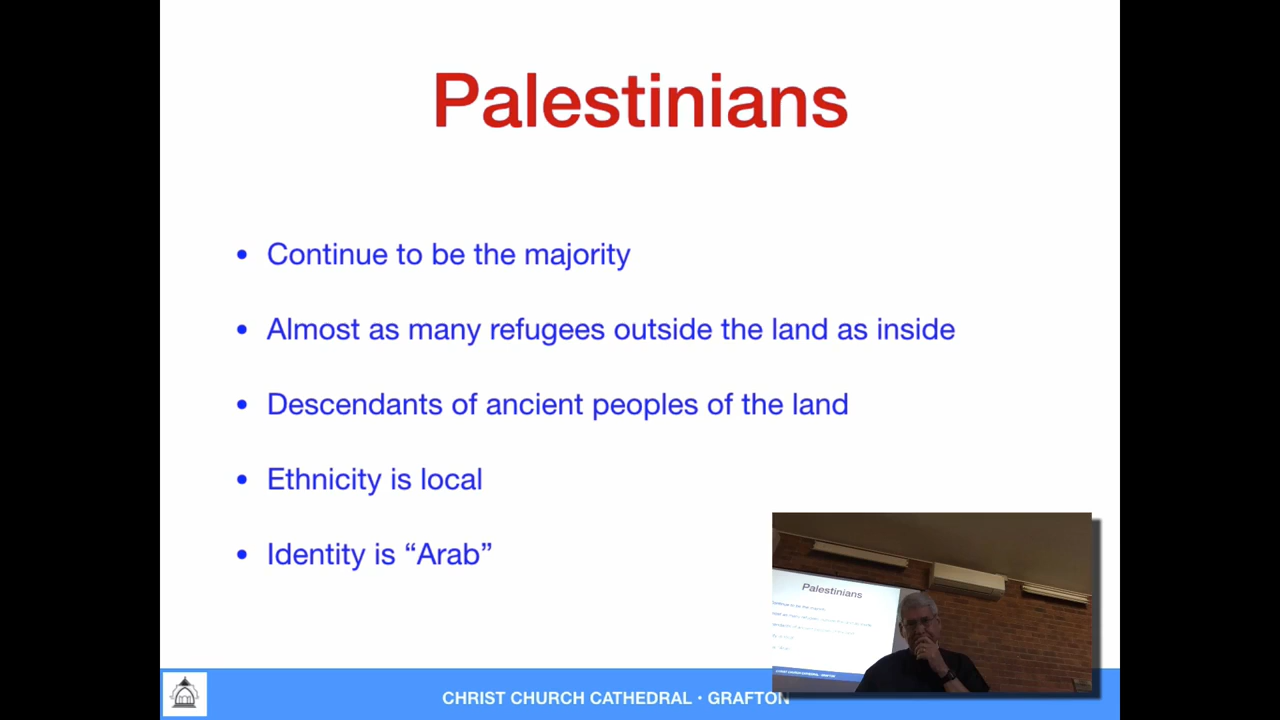 Palestinians
• Continue to be the majority
• Almost as many refugees outside the land as inside
• Descendants of ancient peoples of the land
• Ethnicity is local
• Identity is “Arab”
Palestinians
CHRIST CHURCH CATHEDRAL • GRAFTON